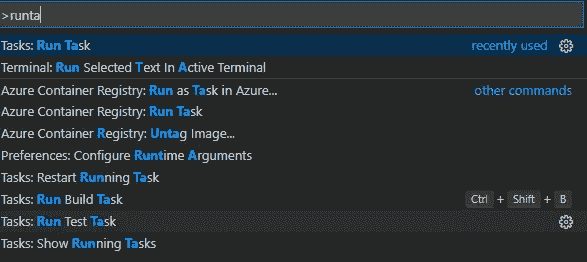 >runta
Tasks: Run Task recently used
Terminal: Run Selected Text In Active Terminal
Azure Container Registry: Run as Task in Azure... other commands
Azure Container Registry: Run Task
Azure Container Registry: Untag Image...
Preferences: Configure Runtime Arguments
Tasks: Restart Running Task
Tasks: Run Build Task Ctrl + Shift + B
Tasks: Run Test Task
Tasks: Show Running Tasks